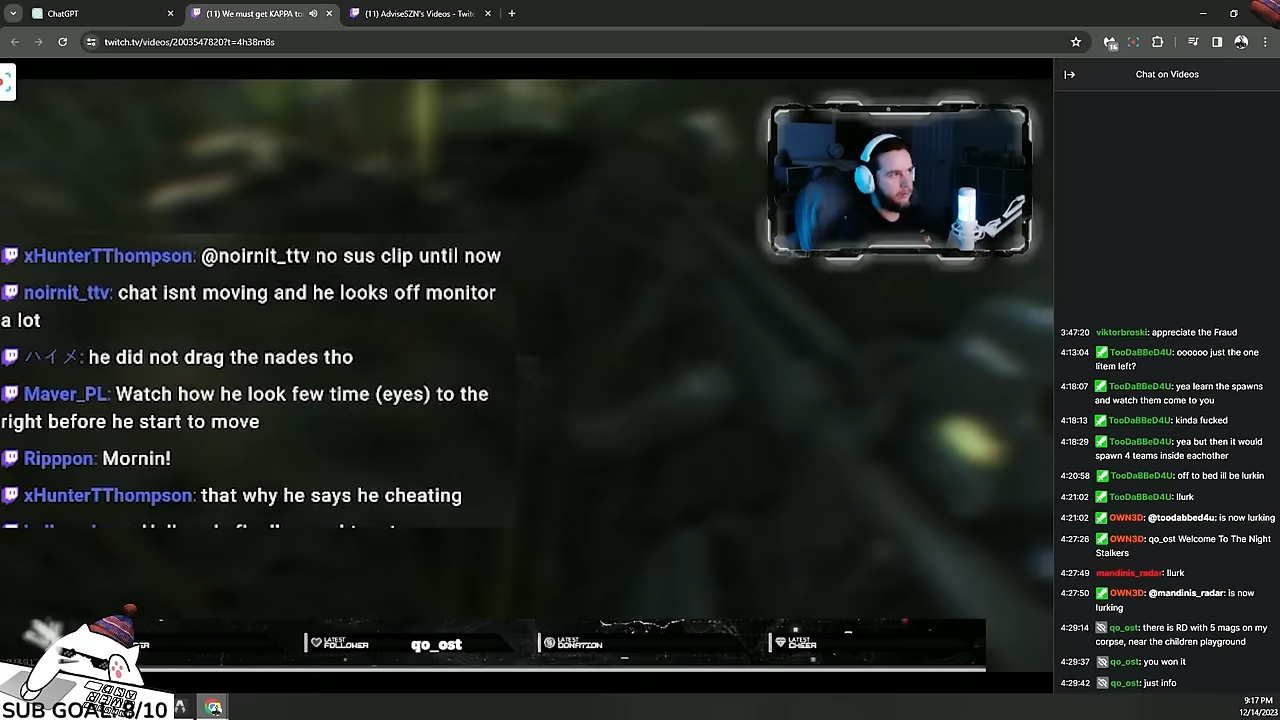 ChatGPT
(11) We must get KAPPA to
(11) AdviseSZN's Videos - Twitc
twitch.tv/videos/2003547820?t=4h38m8s
Chat on Videos
xHunterTThompson: @noirnit_ttv no sus clip until now
noirnit_ttv: chat isnt moving and he looks off monitor
a lot
ハイメ: he did not drag the nades tho
Maver_PL: Watch how he look few time (eyes) to the
right before he start to move
Ripppon: Mornin!
xHunterTThompson: that why he says he cheating
3:47:20 viktorbroski: appreciate the Fraud
4:13:04 TooDaBBeD4U: oooooo just the one
litem left?
4:18:07 TooDaBBeD4U: yea learn the spawns
and watch them come to you
4:18:13 TooDaBBeD4U: kinda fucked
4:18:29 TooDaBBeD4U: yea but then it would
spawn 4 teams inside eachother
4:20:58 TooDaBBeD4U: off to bed ill be lurkin
4:21:02 TooDaBBeD4U: !lurk
4:21:02 OWN3D: @toodabbed4u: is now lurking
4:27:26 OWN3D: qo_ost Welcome To The Night
Stalkers
4:27:49 mandinis_radar: !lurk
4:27:50 OWN3D: @mandinis_radar: is now
lurking
4:29:14 qo_ost: there is RD with 5 mags on my
corpse, near the children playground
4:29:37 qo_ost: you won it
4:29:42 qo_ost: just info
LATEST FOLLOWER qo_ost
LATEST DONATION
LATEST CHEER
SUB GOAL: 8/10
9:17 PM
12/14/2023